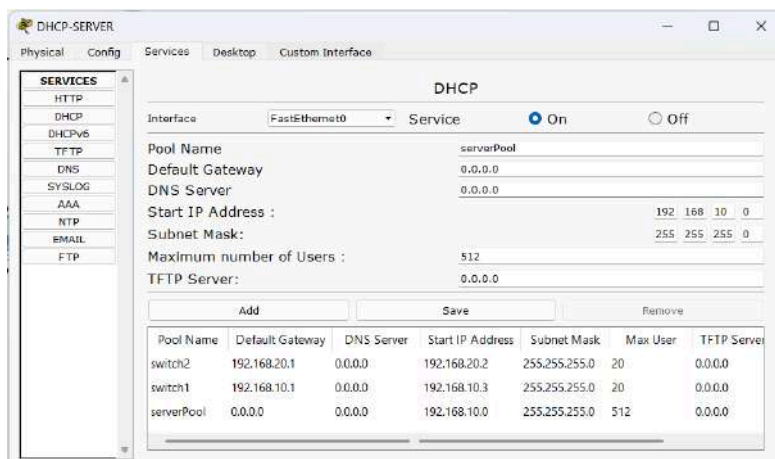 DHCP-SERVER
Physical Config Services Desktop Custom Interface
SERVICES
HTTP
DHCP
DHCPv6
TFTP
DNS
SYSLOG
AAA
NTP
EMAIL
FTP
DHCP
Interface FastEthernet0 Service On Off
Pool Name serverPool
Default Gateway 0.0.0.0
DNS Server 0.0.0.0
Start IP Address : 192 168 10 0
Subnet Mask: 255 255 255 0
Maximum number of Users : 512
TFTP Server: 0.0.0.0
Add Save Remove
Pool Name Default Gateway DNS Server Start IP Address Subnet Mask Max User TFTP Server
switch2 192.168.20.1 0.0.0.0 192.168.20.2 255.255.255.0 20 0.0.0.0
switch1 192.168.10.1 0.0.0.0 192.168.10.3 255.255.255.0 20 0.0.0.0
serverPool 0.0.0.0 0.0.0.0 192.168.10.0 255.255.255.0 512 0.0.0.0